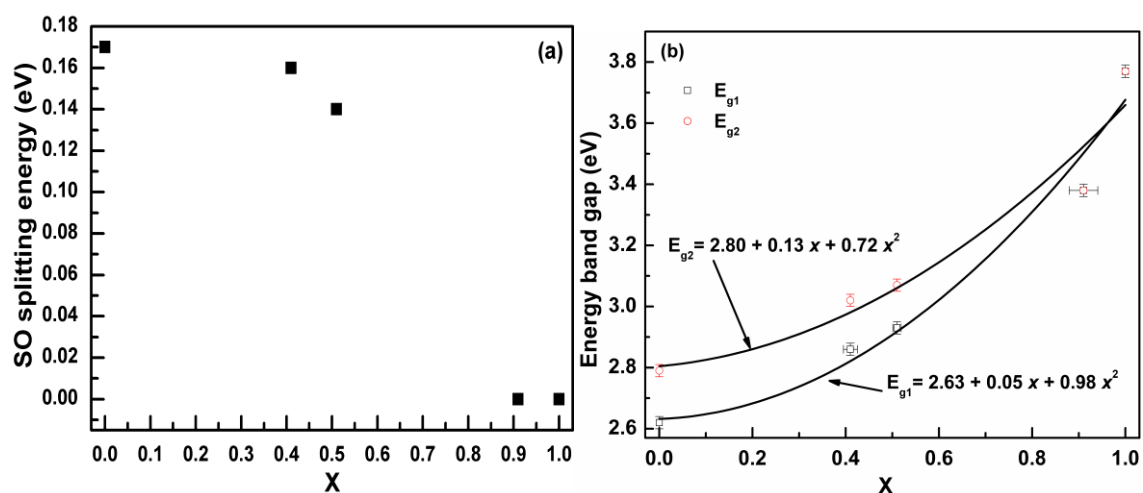 (a)
SO splitting energy (eV)
0.18
0.16
0.14
0.12
0.10
0.08
0.06
0.04
0.02
0.00
0.0 0.1 0.2 0.3 0.4 0.5 0.6 0.7 0.8 0.9 1.0
X
(b)
Energy band gap (eV)
3.8
3.6
3.4
3.2
3.0
2.8
2.6
E_g1
E_g2
E_g2= 2.80 + 0.13 x + 0.72 x²
E_g1= 2.63 + 0.05 x + 0.98 x²
0.0 0.2 0.4 0.6 0.8 1.0
X